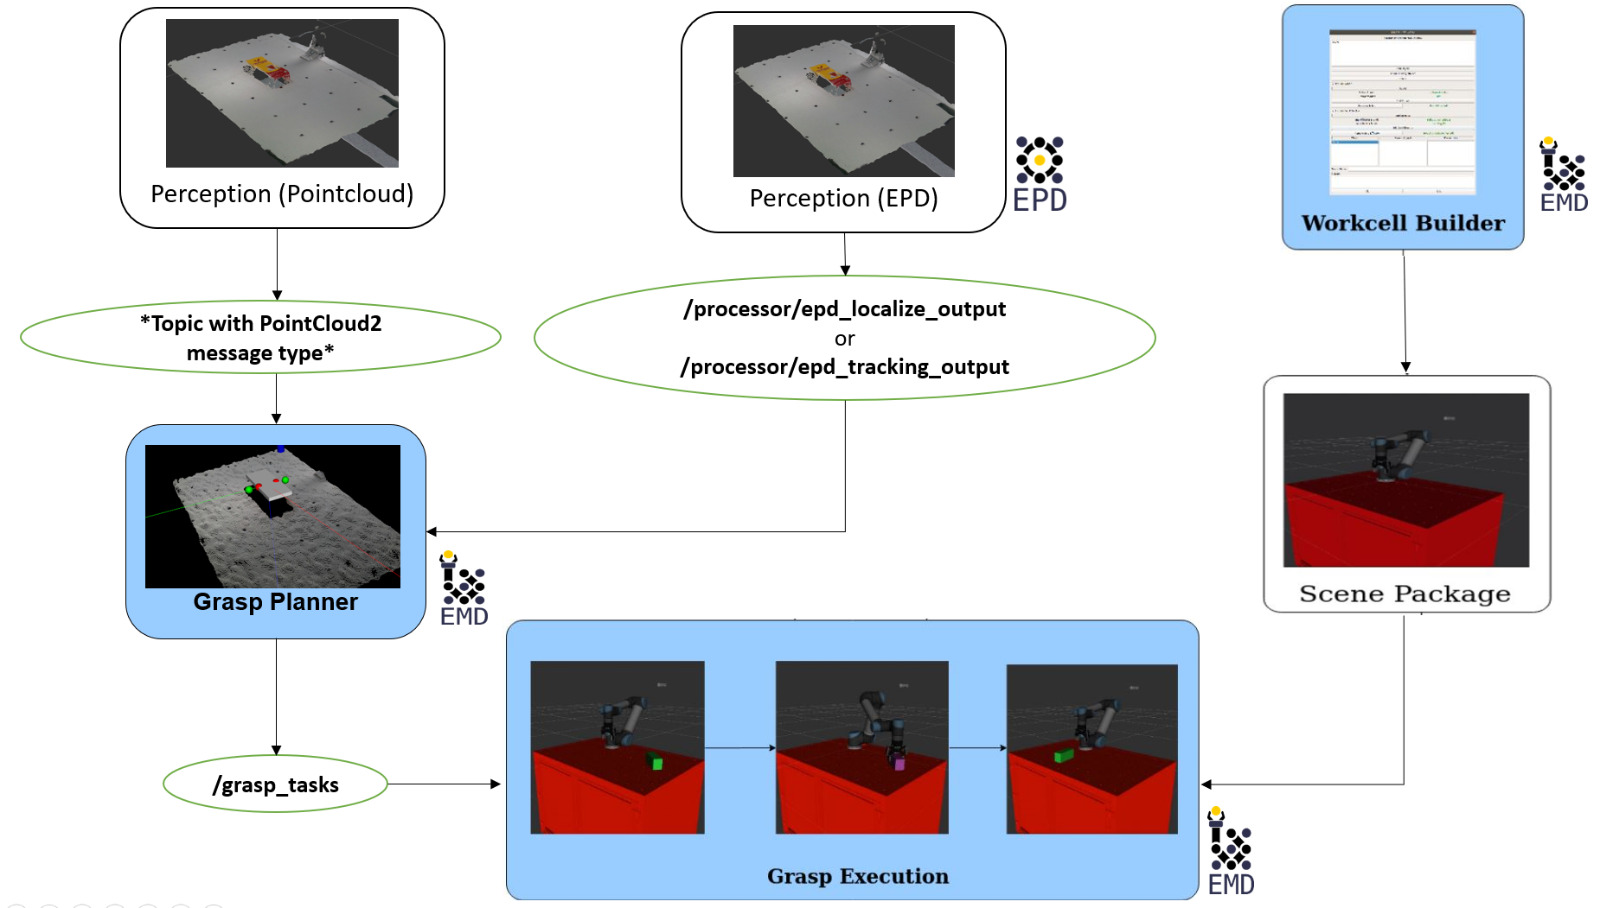 Perception (Pointcloud)
Perception (EPD)
EPD
Workcell Builder
EMD
*Topic with PointCloud2
message type*
/processor/epd_localize_output
or
/processor/epd_tracking_output
Grasp Planner
EMD
Scene Package
/grasp_tasks
Grasp Execution
EMD